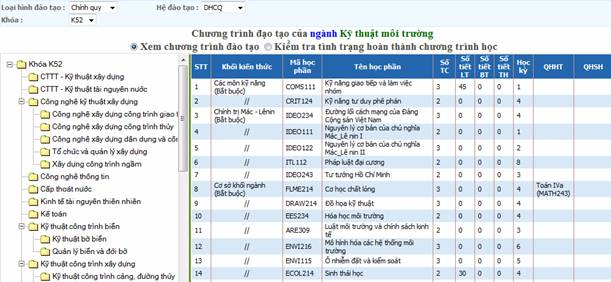 Loại hình đào tạo : Chính quy Hệ đào tạo : DHCQ
Khóa : K52
Chương trình đạo tạo của ngành Kỹ thuật môi trường
Xem chương trình đào tạo Kiểm tra tình trạng hoàn thành chương trình học
Khóa K52
CTTT - Kỹ thuật xây dựng
CTTT - Kỹ thuật tài nguyên nước
Công nghệ kỹ thuật xây dựng
Công nghệ xây dựng công trình giao t
Công nghệ xây dựng công trình thủy
Công nghệ xây dựng dân dụng và cô
Tổ chức và quản lý xây dựng
Xây dựng công trình ngầm
Công nghệ thông tin
Cấp thoát nước
Kinh tế tài nguyên thiên nhiên
Kế toán
Kỹ thuật công trình biển
Kỹ thuật bờ biển
Quản lý biển và đới bờ
Kỹ thuật công trình xây dựng
Kỹ thuật công trình cảng, đường thủy
STT Khối kiến thức Mã học phần Tên học phần Số TC Số tiết LT Số tiết BT Số tiết TH Học kỳ QHHT QHSH
1 Các môn kỹ năng (Bắt buộc) COMS111 Kỹ năng giao tiếp và làm việc nhóm 3 45 0 0 1
2 // CRIT124 Kỹ năng tư duy phê phán 2 0 0 0 4
3 Chính trị Mác - Lênin (Bắt buộc) IDEO234 Đường lối cách mạng của Đảng Cộng sản Việt Nam 3 0 0 0 4
4 // IDEO111 Nguyên lý cơ bản của chủ nghĩa Mác_Lê nin I 2 0 0 0 1
5 // IDEO122 Nguyên lý cơ bản của chủ nghĩa Mác_Lê nin II 3 0 0 0 2
6 // ITL112 Pháp luật đại cương 2 0 0 0 8
7 // IDEO243 Tư tưởng Hồ Chí Minh 2 0 0 0 3
8 Cơ sở khối ngành (Bắt buộc) FLME214 Cơ học chất lỏng 3 0 0 0 4 Toán IVa (MATH243)
9 // DRAW214 Đồ họa kỹ thuật 3 0 0 0 4
10 // EES234 Hóa học môi trường 2 0 0 0 4
11 // ARE309 Luật môi trường và chính sách kinh tế 2 0 0 0 3
12 // ENVI216 Mô hình hóa các hệ thống môi trường 3 0 0 0 6
13 // ENVI115 Ô nhiễm đất và kiểm soát 3 0 0 0 5
14 // ECOL214 Sinh thái học 2 30 0 0 4